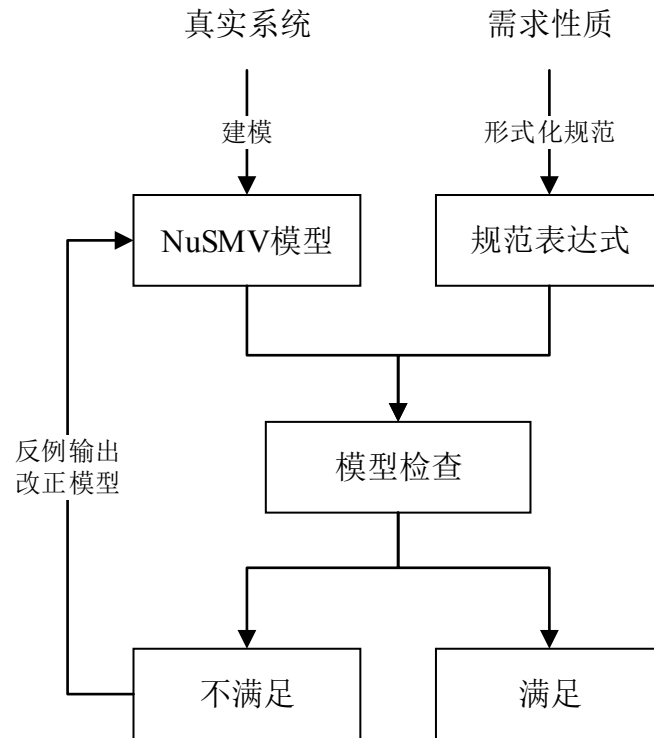 真实系统
需求性质
建模
形式化规范
NuSMV模型
规范表达式
反例输出
改正模型
模型检查
不满足
满足